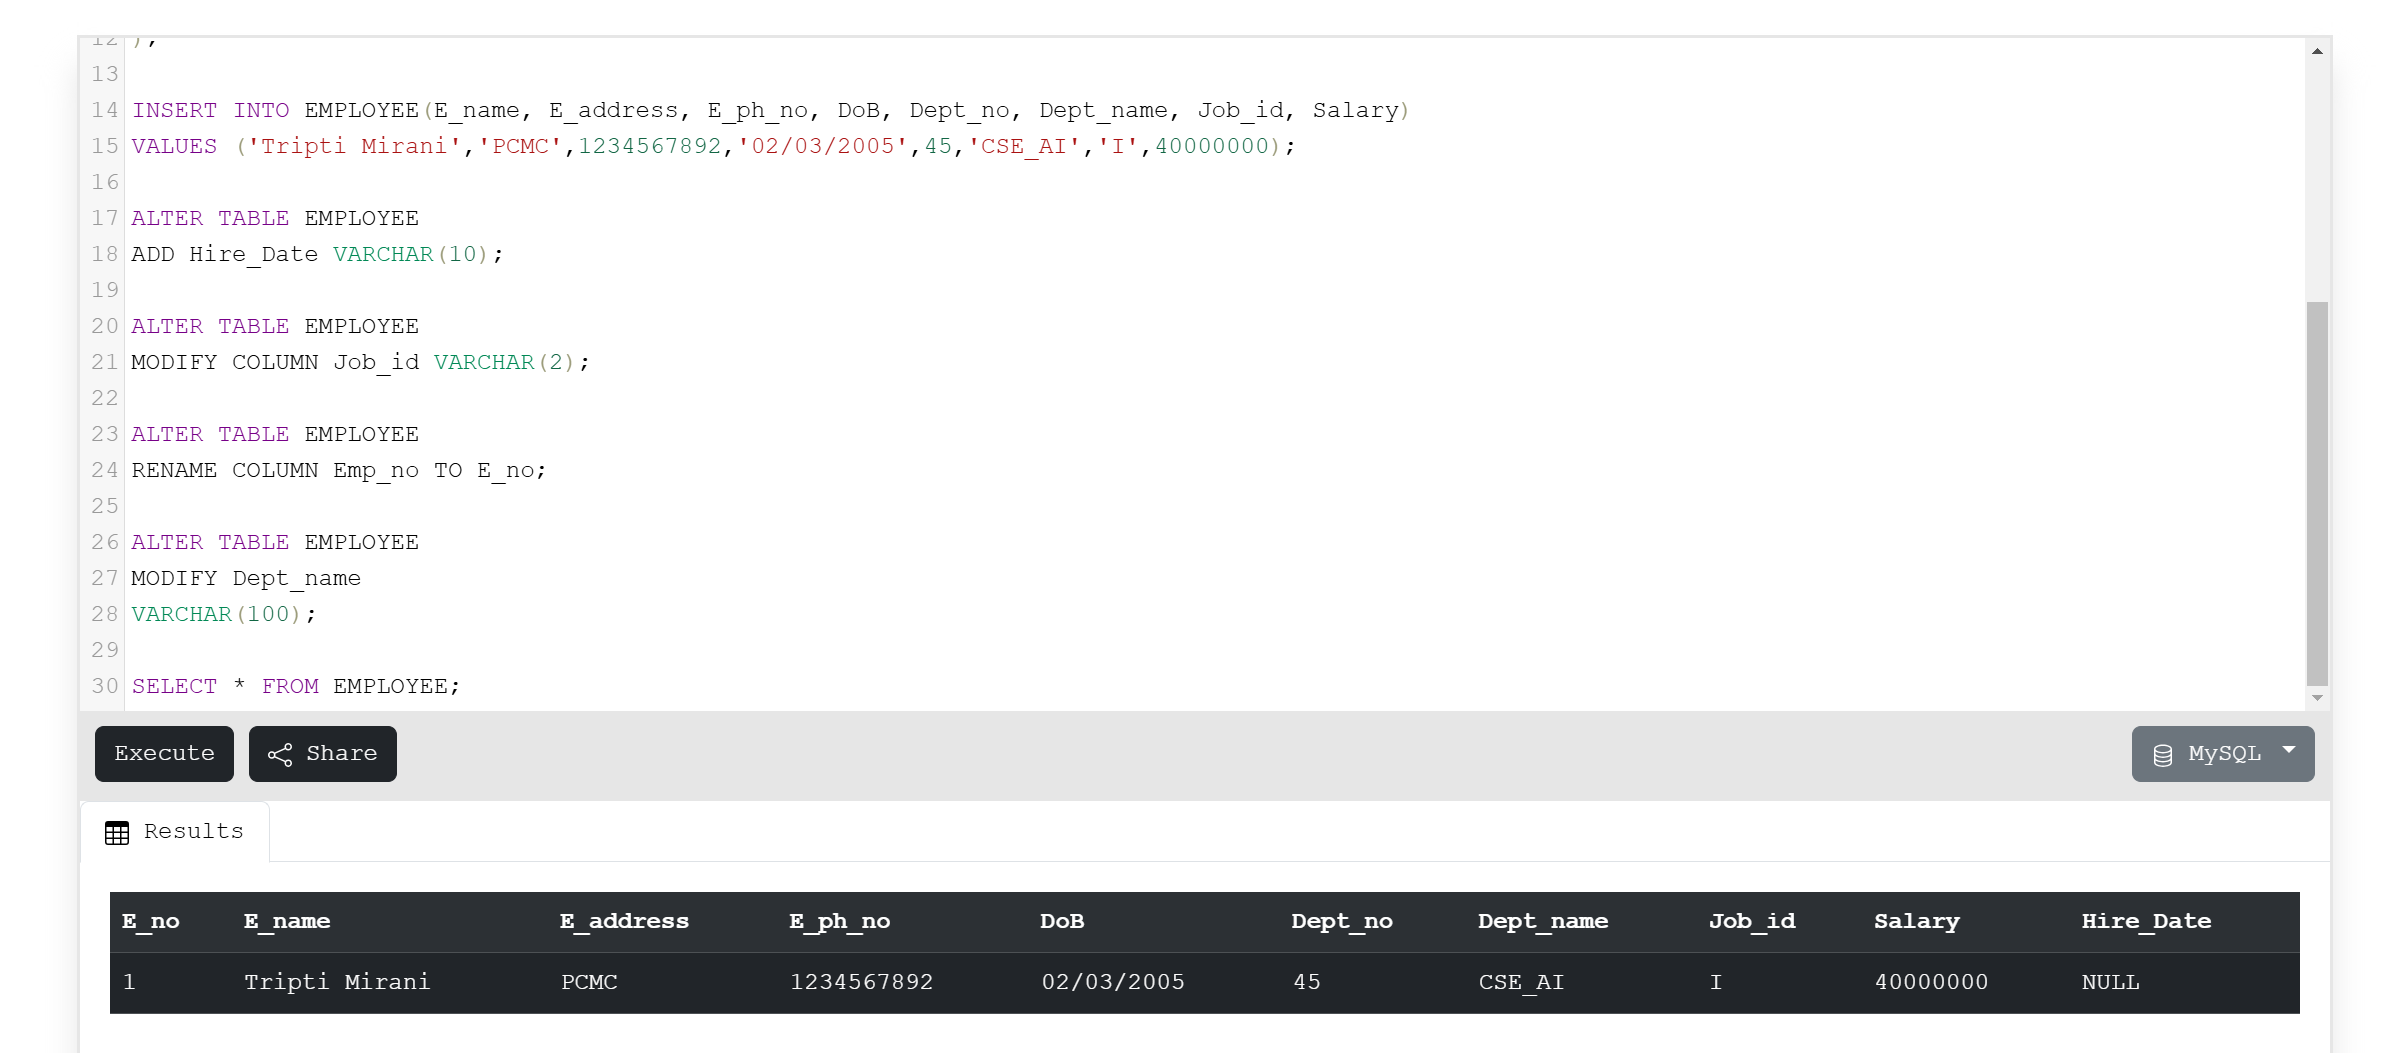 12 );
13
14 INSERT INTO EMPLOYEE(E_name, E_address, E_ph_no, DoB, Dept_no, Dept_name, Job_id, Salary)
15 VALUES ('Tripti Mirani','PCMC',1234567892,'02/03/2005',45,'CSE_AI','I',40000000);
16
17 ALTER TABLE EMPLOYEE
18 ADD Hire_Date VARCHAR(10);
19
20 ALTER TABLE EMPLOYEE
21 MODIFY COLUMN Job_id VARCHAR(2);
22
23 ALTER TABLE EMPLOYEE
24 RENAME COLUMN Emp_no TO E_no;
25
26 ALTER TABLE EMPLOYEE
27 MODIFY Dept_name
28 VARCHAR(100);
29
30 SELECT * FROM EMPLOYEE;
Execute Share MySQL
Results
E_no E_name E_address E_ph_no DoB Dept_no Dept_name Job_id Salary Hire_Date
1 Tripti Mirani PCMC 1234567892 02/03/2005 45 CSE_AI I 40000000 NULL